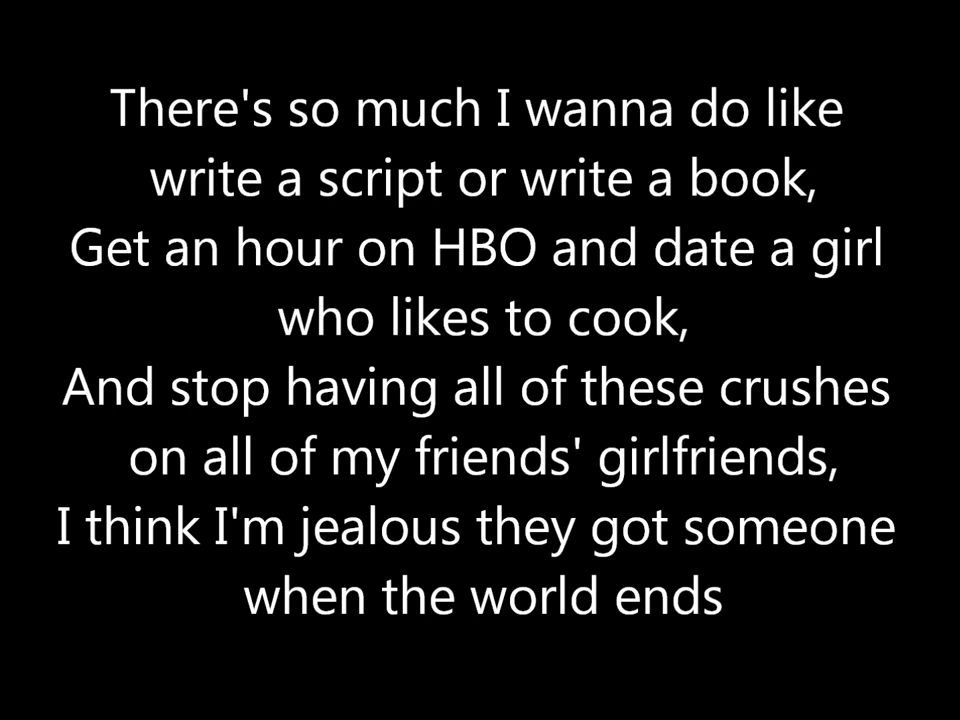 There's so much I wanna do like
write a script or write a book,
Get an hour on HBO and date a girl
who likes to cook,
And stop having all of these crushes
on all of my friends' girlfriends,
I think I'm jealous they got someone
when the world ends